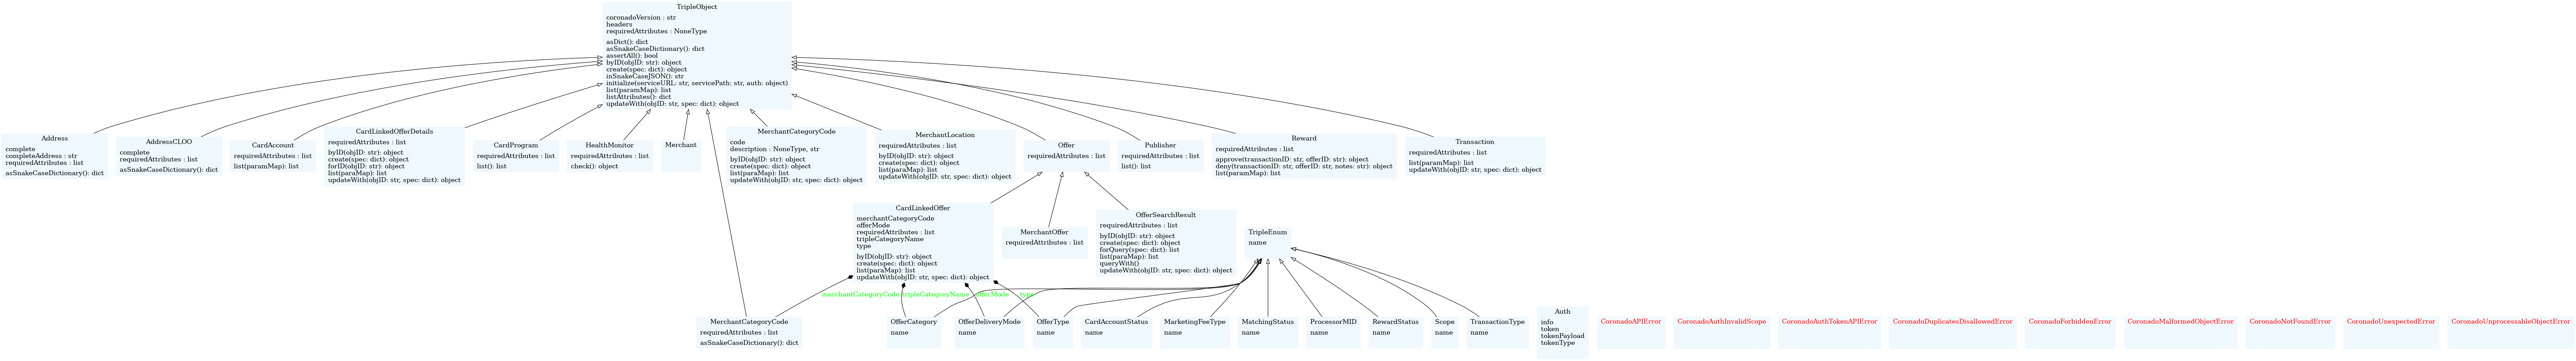 TripleObject
coronadoVersion : str
headers
requiredAttributes : NoneType
asDict(): dict
asSnakeCaseDictionary(): dict
assertAll(): bool
byID(objID: str): object
create(spec: dict): object
inSnakeCaseJSON(): str
initialize(serviceURL: str, servicePath: str, auth: object)
list(paramMap): list
listAttributes(): dict
updateWith(objID: str, spec: dict): object
Address
complete
completeAddress : str
requiredAttributes : list
asSnakeCaseDictionary(): dict
AddressCLOO
complete
requiredAttributes : list
asSnakeCaseDictionary(): dict
CardAccount
requiredAttributes : list
list(paramMap): list
CardLinkedOfferDetails
requiredAttributes : list
byID(objID: str): object
create(spec: dict): object
forID(objID: str): object
list(paraMap): list
updateWith(objID: str, spec: dict): object
CardProgram
requiredAttributes : list
list(): list
HealthMonitor
requiredAttributes : list
check(): object
Merchant
MerchantCategoryCode
code
description : NoneType, str
byID(objID: str): object
create(spec: dict): object
list(paraMap): list
updateWith(objID: str, spec: dict): object
MerchantLocation
requiredAttributes : list
byID(objID: str): object
create(spec: dict): object
list(paraMap): list
updateWith(objID: str, spec: dict): object
Offer
requiredAttributes : list
Publisher
requiredAttributes : list
list(): list
Reward
requiredAttributes : list
approve(transactionID: str, offerID: str): object
deny(transactionID: str, offerID: str, notes: str): object
list(paramMap): list
Transaction
requiredAttributes : list
list(paramMap): list
updateWith(objID: str, spec: dict): object
CardLinkedOffer
merchantCategoryCode
offerMode
requiredAttributes : list
tripleCategoryName
type
byID(objID: str): object
create(spec: dict): object
list(paraMap): list
updateWith(objID: str, spec: dict): object
MerchantOffer
requiredAttributes : list
OfferSearchResult
requiredAttributes : list
byID(objID: str): object
create(spec: dict): object
forQuery(spec: dict): list
list(paraMap): list
queryWith()
updateWith(objID: str, spec: dict): object
TripleEnum
name
merchantCategoryCode
tripleCategoryName
offerMode
type
MerchantCategoryCode
requiredAttributes : list
asSnakeCaseDictionary(): dict
OfferCategory
name
OfferDeliveryMode
name
OfferType
name
CardAccountStatus
name
MarketingFeeType
name
MatchingStatus
name
ProcessorMID
name
RewardStatus
name
Scope
name
TransactionType
name
Auth
info
token
tokenPayload
tokenType
CoronadoAPIError
CoronadoAuthInvalidScope
CoronadoAuthTokenAPIError
CoronadoDuplicatesDisallowedError
CoronadoForbiddenError
CoronadoMalformedObjectError
CoronadoNotFoundError
CoronadoUnexpectedError
CoronadoUnprocessableObjectError